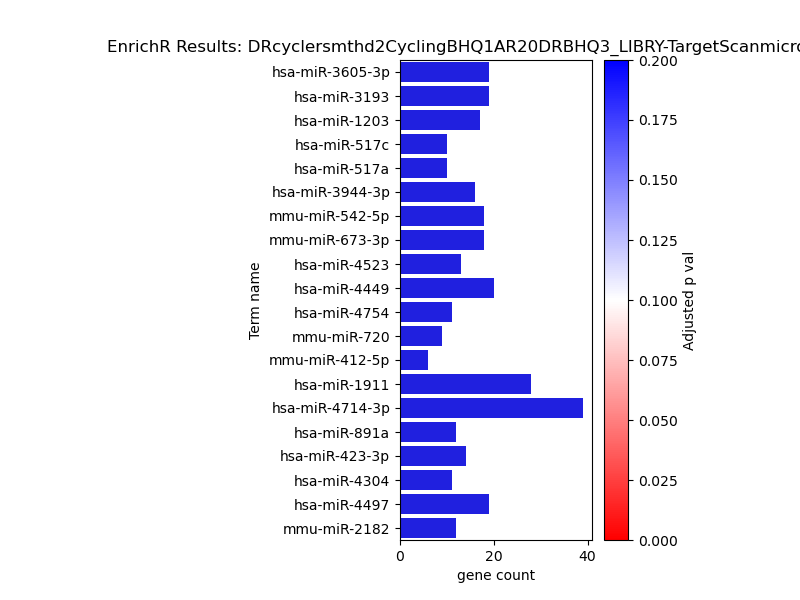 EnrichR Results: DRcyclersmthd2CyclingBHQ1AR20DRBHQ3_LIBRY-TargetScanmicro
hsa-miR-3605-3p
hsa-miR-3193
hsa-miR-1203
hsa-miR-517c
hsa-miR-517a
hsa-miR-3944-3p
mmu-miR-542-5p
mmu-miR-673-3p
hsa-miR-4523
hsa-miR-4449
hsa-miR-4754
mmu-miR-720
mmu-miR-412-5p
hsa-miR-1911
hsa-miR-4714-3p
hsa-miR-891a
hsa-miR-423-3p
hsa-miR-4304
hsa-miR-4497
mmu-miR-2182
Term name
0 20 40
gene count
0.200
0.175
0.150
0.125
0.100
0.075
0.050
0.025
0.000
Adjusted p val